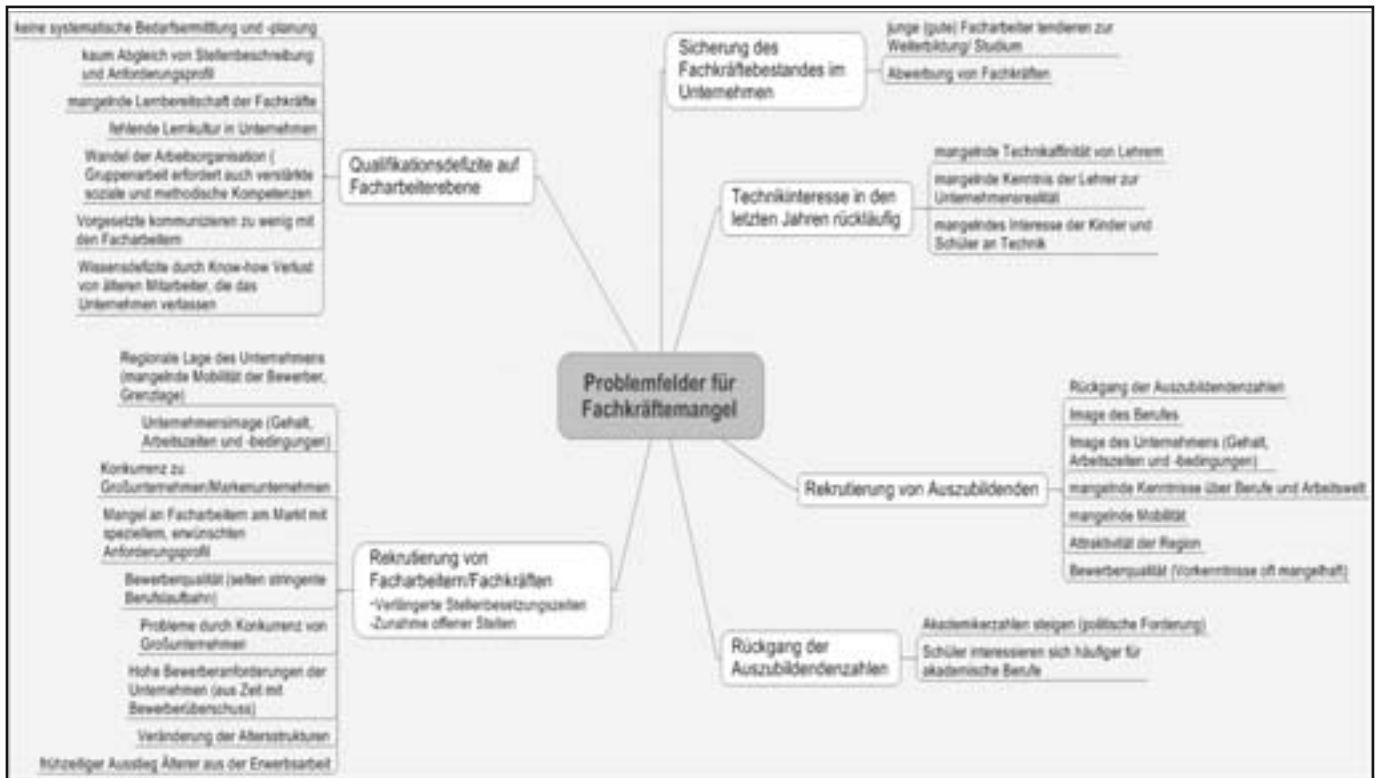 Problemfelder für
Fachkräftemangel
Qualifikationsdefizite auf
Facharbeiterebene
keine systematische Bedarfsermittlung und -planung
kaum Abgleich von Stellenbeschreibung
und Anforderungsprofil
mangelnde Lernbereitschaft der Fachkräfte
fehlende Lernkultur in Unternehmen
Wandel der Arbeitsorganisation (
Gruppenarbeit erfordert auch verstärkte
soziale und methodische Kompetenzen
Vorgesetzte kommunizieren zu wenig mit
den Facharbeitern
Wissensdefizite durch Know-how Verlust
von älteren Mitarbeiter, die das
Unternehmen verlassen
Rekrutierung von
Facharbeitern/Fachkräften
-Verlängerte Stellenbesetzungszeiten
-Zunahme offener Stellen
Regionale Lage des Unternehmens
(mangelnde Mobilität der Bewerber,
Grenzlage)
Unternehmensimage (Gehalt,
Arbeitszeiten und -bedingungen)
Konkurrenz zu
Großunternehmen/Markenunternehmen
Mangel an Facharbeitern am Markt mit
speziellem, erwünschten
Anforderungsprofil
Bewerberqualität (selten stringente
Berufslaufbahn)
Probleme durch Konkurrenz von
Großunternehmen
Hohe Bewerberanforderungen der
Unternehmen (aus Zeit mit
Bewerberüberschuss)
Veränderung der Altersstrukturen
frühzeitiger Ausstieg Älterer aus der Erwerbsarbeit
Sicherung des
Fachkräftebestandes im
Unternehmen
junge (gute) Facharbeiter tendieren zur
Weiterbildung/ Studium
Abwerbung von Fachkräften
Technikinteresse in den
letzten Jahren rückläufig
mangelnde Technikaffinität von Lehrern
mangelnde Kenntnis der Lehrer zur
Unternehmensrealität
mangelndes Interesse der Kinder und
Schüler an Technik
Rekrutierung von Auszubildenden
Rückgang der Auszubildendenzahlen
Image des Berufes
Image des Unternehmens (Gehalt,
Arbeitszeiten und -bedingungen)
mangelnde Kenntnisse über Berufe und Arbeitswelt
mangelnde Mobilität
Attraktivität der Region
Bewerberqualität (Vorkenntnisse oft mangelhaft)
Rückgang der
Auszubildendenzahlen
Akademikerzahlen steigen (politische Forderung)
Schüler interessieren sich häufiger für
akademische Berufe